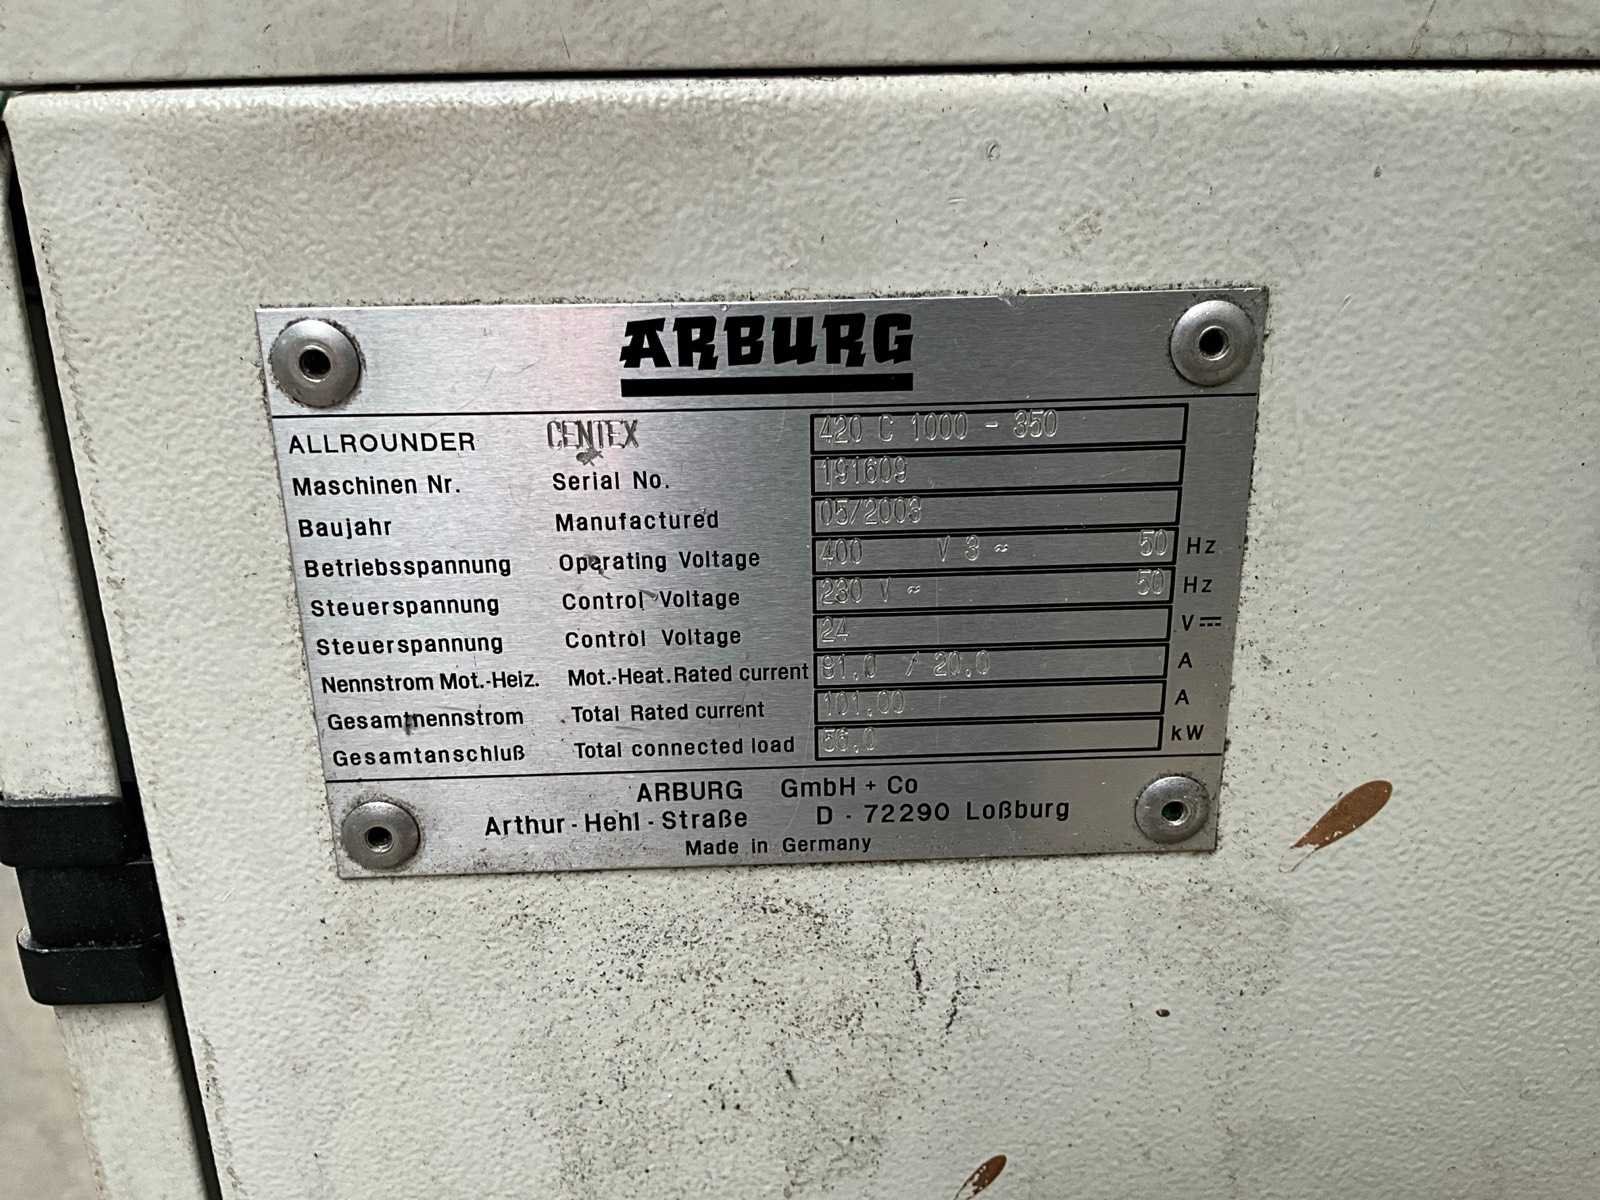 ARBURG
ALLROUNDER CENTEX 420 C 1000 - 350
Maschinen Nr. Serial No. 191609
Baujahr Manufactured 05/2003
Betriebsspannung Operating Voltage 400 V 3 ~ 50 Hz
Steuerspannung Control Voltage 230 V ~ 50 Hz
Steuerspannung Control Voltage 24 V⎓
Nennstrom Mot.-Heiz. Mot.-Heat. Rated current 81.0 / 20.0 A
Gesamtnennstrom Total Rated current 101.00 A
Gesamtanschluß Total connected load 56.0 kW
ARBURG GmbH + Co
Arthur - Hehl - Straße D - 72290 Loßburg
Made in Germany